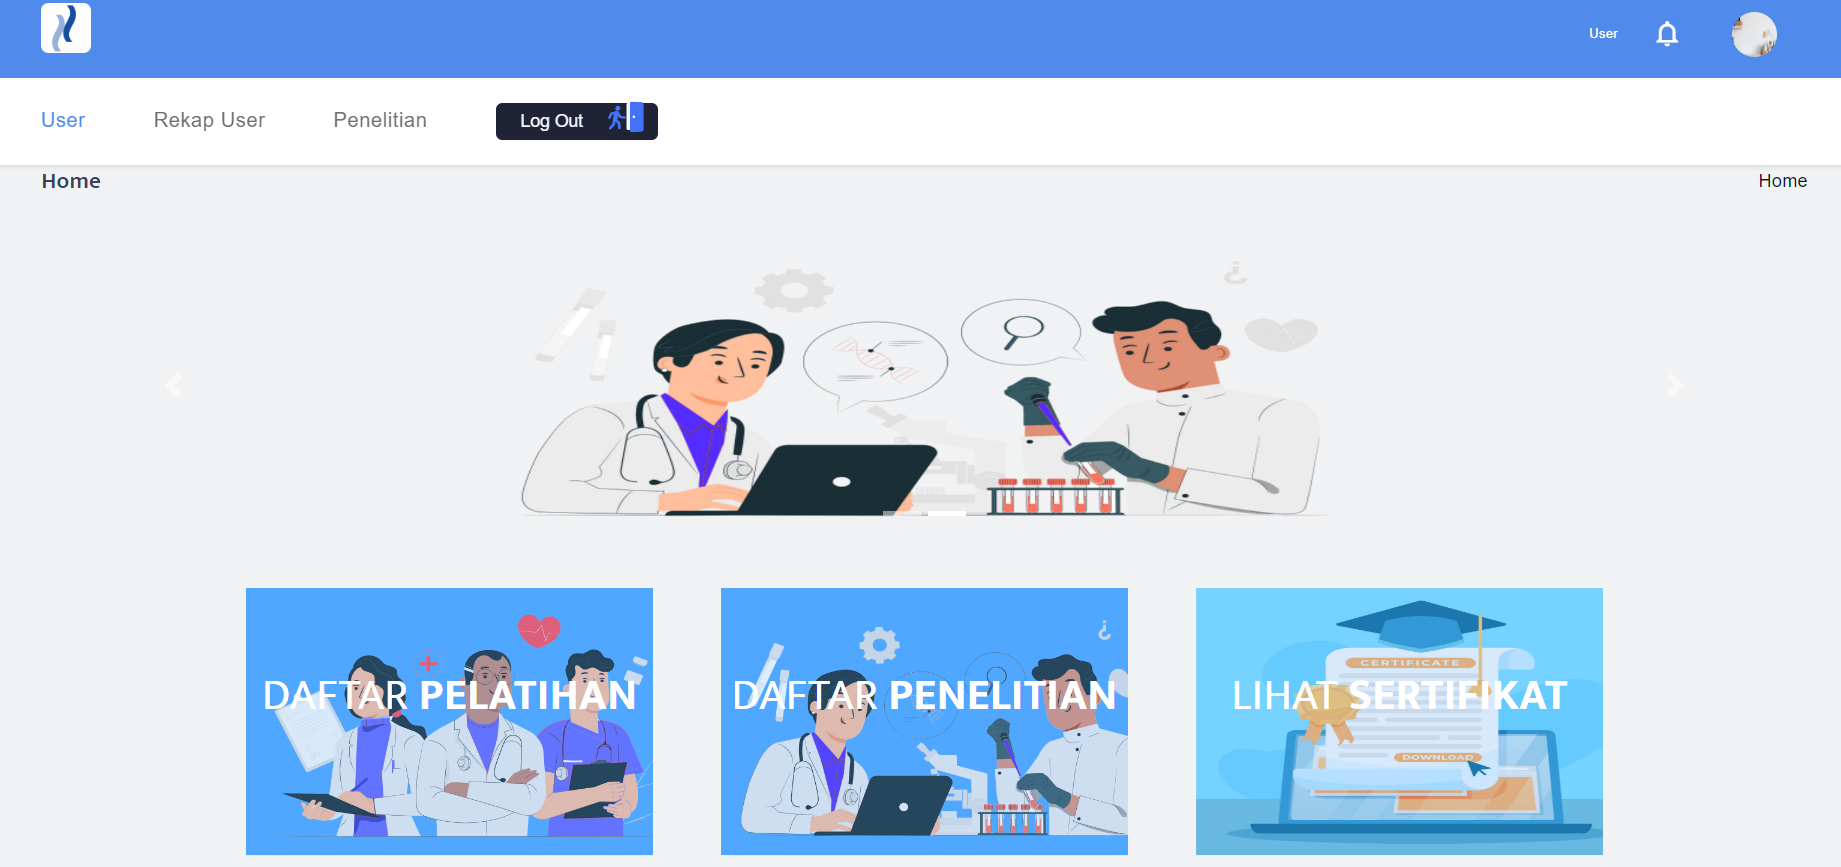 User
User
Rekap User
Penelitian
Log Out
Home
Home
DAFTAR PELATIHAN
DAFTAR PENELITIAN
CERTIFICATE
LIHAT SERTIFIKAT
DOWNLOAD